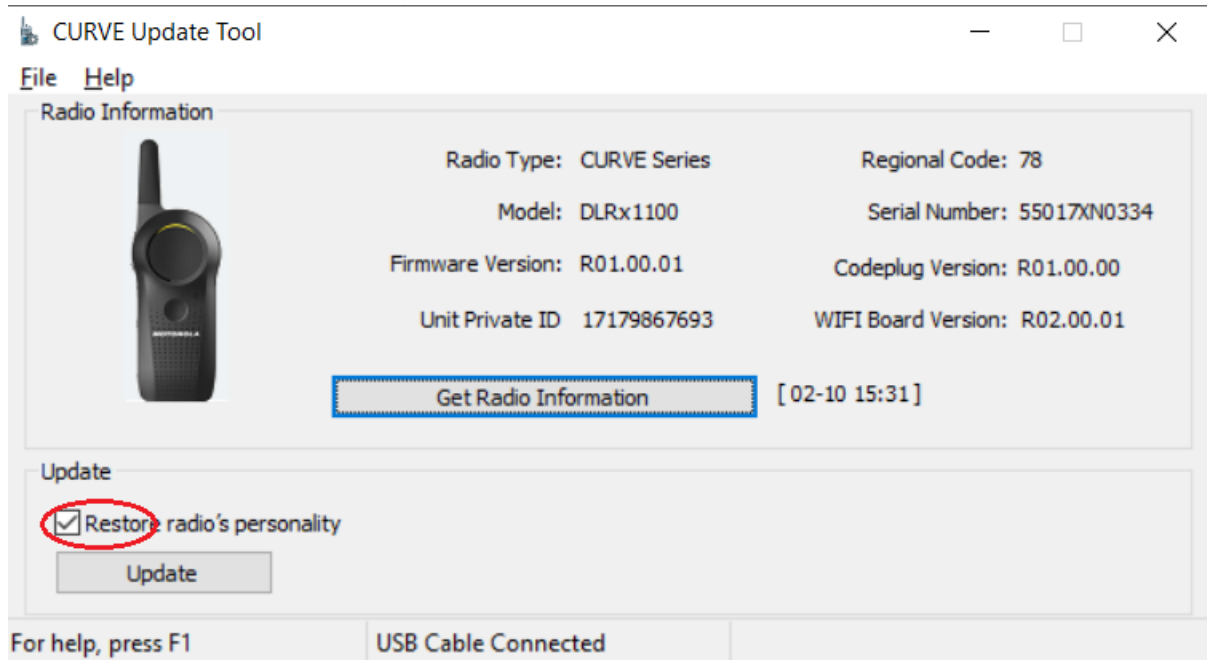 CURVE Update Tool
File Help
Radio Information
Radio Type: CURVE Series Regional Code: 78
Model: DLRx1100 Serial Number: 55017XN0334
Firmware Version: R01.00.01 Codeplug Version: R01.00.00
Unit Private ID 17179867693 WIFI Board Version: R02.00.01
MOTOROLA
Get Radio Information [ 02-10 15:31 ]
Update
Restore radio's personality
Update
For help, press F1 USB Cable Connected